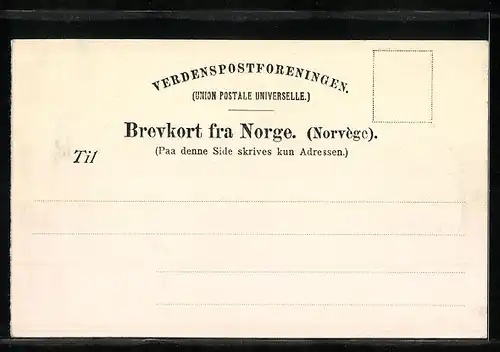 VERDENSPOSTFORENINGEN.
(UNION POSTALE UNIVERSELLE.)
Brevkort fra Norge. (Norvège).
(Paa denne Side skrives kun Adressen.)
Til